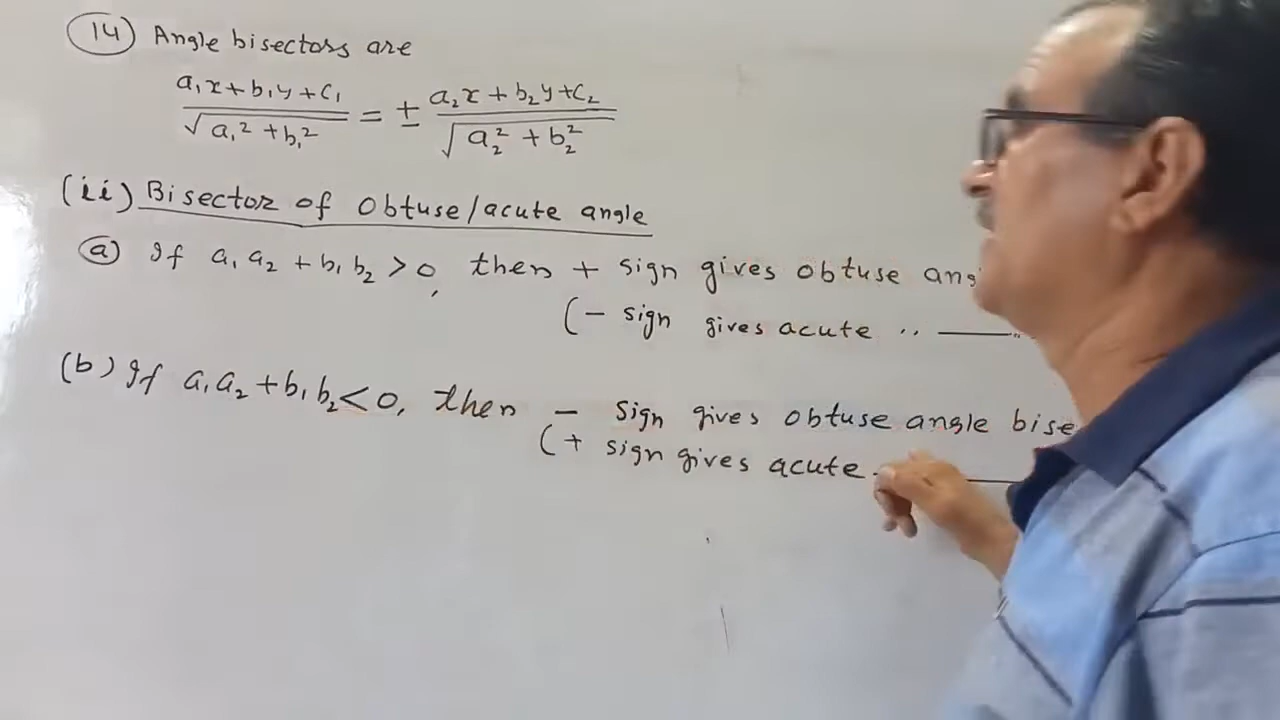 14 Angle bisectors are
a₁x+b₁y+c₁ / √a₁²+b₁² = ± a₂x+b₂y+c₂ / √a₂²+b₂²
(ii) Bisector of obtuse/acute angle
(a) If a₁a₂+b₁b₂>0, then + sign gives obtuse ang
(- sign gives acute .. —..
(b) If a₁a₂+b₁b₂<0, then - sign gives obtuse angle bise
(+ sign gives acute —